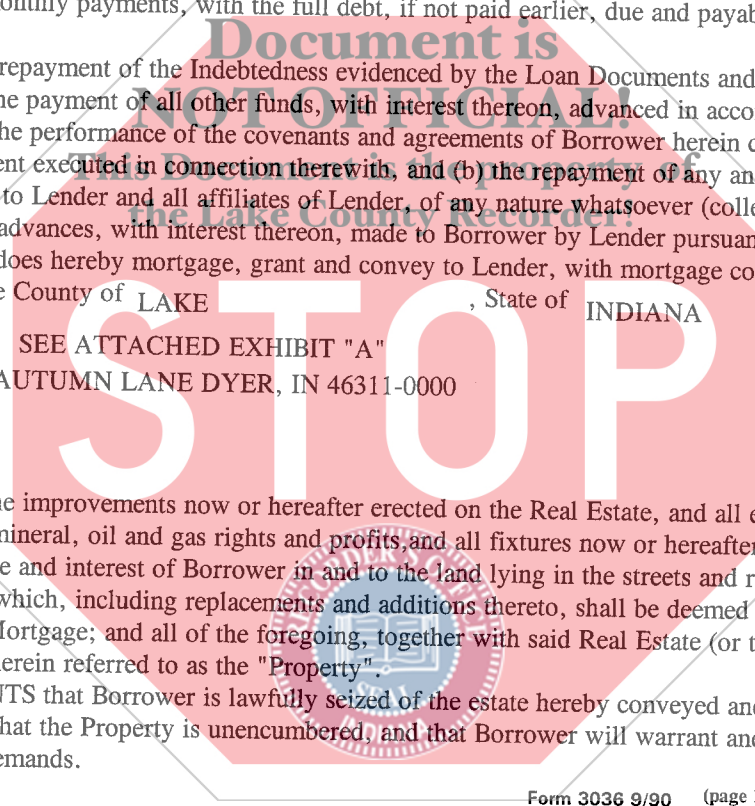 onthly payments, with the full debt, if not paid earlier, due and payab
Document is
repayment of the Indebtedness evidenced by the Loan Documents and
he payment of all other funds, with interest thereon, advanced in acco
NOT OFFICIAL!
he performance of the covenants and agreements of Borrower herein
ent executed in connection therewith, and (b) the repayment of any an
This Document is the property of
to Lender and all affiliates of Lender, of any nature whatsoever (colle
the Lake County Recorder!
advances, with interest thereon, made to Borrower by Lender pursuan
does hereby mortgage, grant and convey to Lender, with mortgage co
e County of LAKE , State of INDIANA
SEE ATTACHED EXHIBIT "A"
AUTUMN LANE DYER, IN 46311-0000
STOP
e improvements now or hereafter erected on the Real Estate, and all e
mineral, oil and gas rights and profits,and all fixtures now or hereafter
e and interest of Borrower in and to the land lying in the streets and r
which, including replacements and additions thereto, shall be deemed
Mortgage; and all of the foregoing, together with said Real Estate (or t
erein referred to as the "Property".
NTS that Borrower is lawfully seized of the estate hereby conveyed and
hat the Property is unencumbered, and that Borrower will warrant and
emands.
RECORDER'S OFFICE
SEAL
INDIANA
Form 3036 9/90 (page